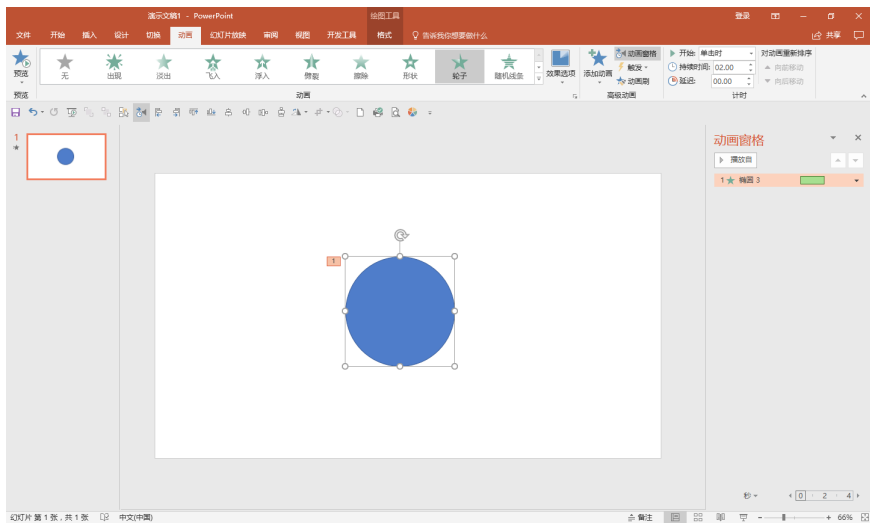 演示文稿1 - PowerPoint
绘图工具
登录
文件 开始 插入 设计 切换 动画 幻灯片放映 审阅 视图 开发工具 格式 告诉我你想要做什么 共享
预览
无 出现 淡出 飞入 浮入 劈裂 擦除 形状 轮子 随机线条
效果选项
添加动画
动画窗格
触发
动画刷
开始: 单击时
持续时间: 02.00
延迟: 00.00
对动画重新排序
向前移动
向后移动
预览 动画 高级动画 计时
1
动画窗格
播放自
1 椭圆 3
1
秒 0 2 4
幻灯片 第 1 张,共 1 张 中文(中国) 备注 66%